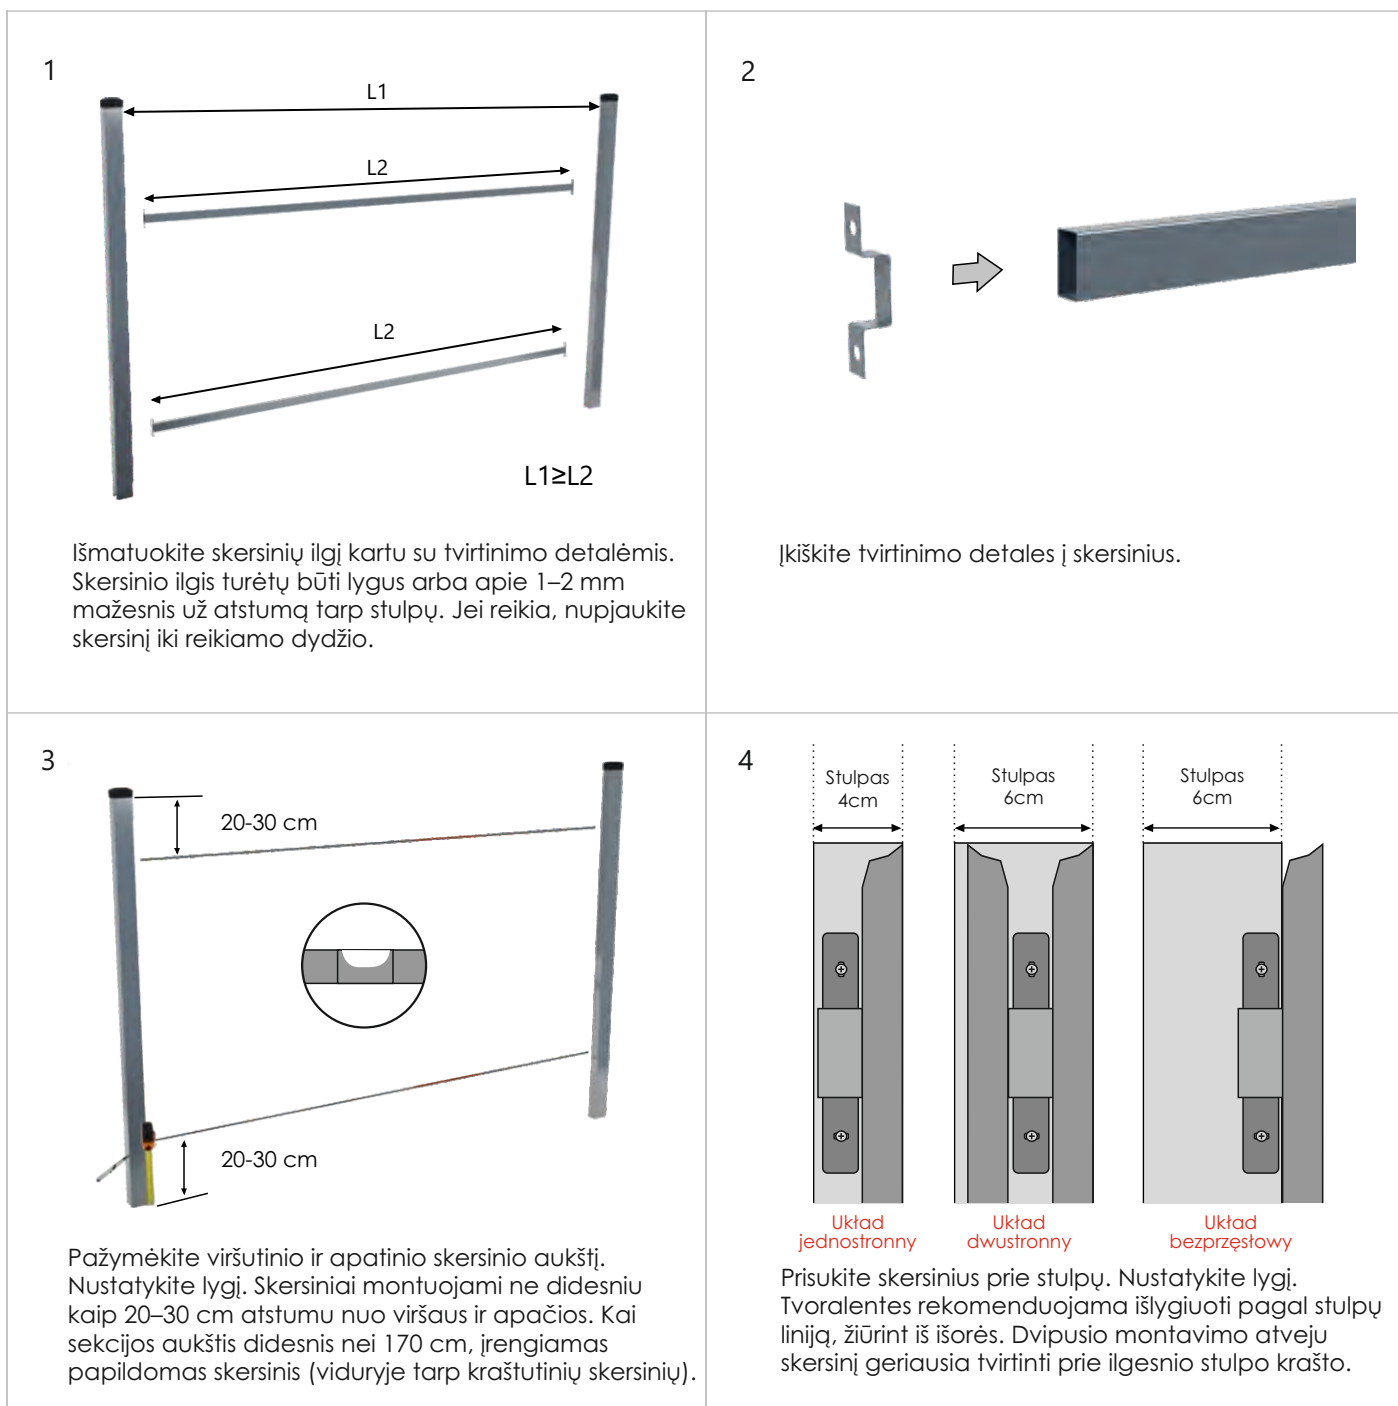 1
L1
L2
L2
L1≥L2
Išmatuokite skersinių ilgį kartu su tvirtinimo detalėmis.
Skersinio ilgis turėtų būti lygus arba apie 1–2 mm
mažesnis už atstumą tarp stulpų. Jei reikia, nupjaukite
skersinį iki reikiamo dydžio.
2
Įkiškite tvirtinimo detales į skersinius.
3
20-30 cm
20-30 cm
Pažymėkite viršutinio ir apatinio skersinio aukštį.
Nustatykite lygį. Skersiniai montuojami ne didesniu
kaip 20–30 cm atstumu nuo viršaus ir apačios. Kai
sekcijos aukštis didesnis nei 170 cm, įrengiamas
papildomas skersinis (viduryje tarp kraštutinių skersinių).
4
Stulpas
4cm
Stulpas
6cm
Stulpas
6cm
Układ
jednostronny
Układ
dwustronny
Układ
bezprzęsłowy
Prisukite skersinius prie stulpų. Nustatykite lygį.
Tvoralentes rekomenduojama išlygiuoti pagal stulpų
liniją, žiūrint iš išorės. Dvipusio montavimo atveju
skersinį geriausia tvirtinti prie ilgesnio stulpo krašto.